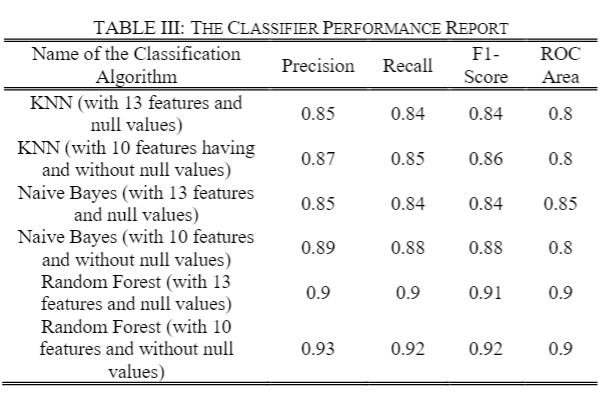 TABLE III: THE CLASSIFIER PERFORMANCE REPORT
Name of the Classification Algorithm Precision Recall F1-Score ROC Area
KNN (with 13 features and null values) 0.85 0.84 0.84 0.8
KNN (with 10 features having and without null values) 0.87 0.85 0.86 0.8
Naive Bayes (with 13 features and null values) 0.85 0.84 0.84 0.85
Naive Bayes (with 10 features and without null values) 0.89 0.88 0.88 0.8
Random Forest (with 13 features and null values) 0.9 0.9 0.91 0.9
Random Forest (with 10 features and without null values) 0.93 0.92 0.92 0.9